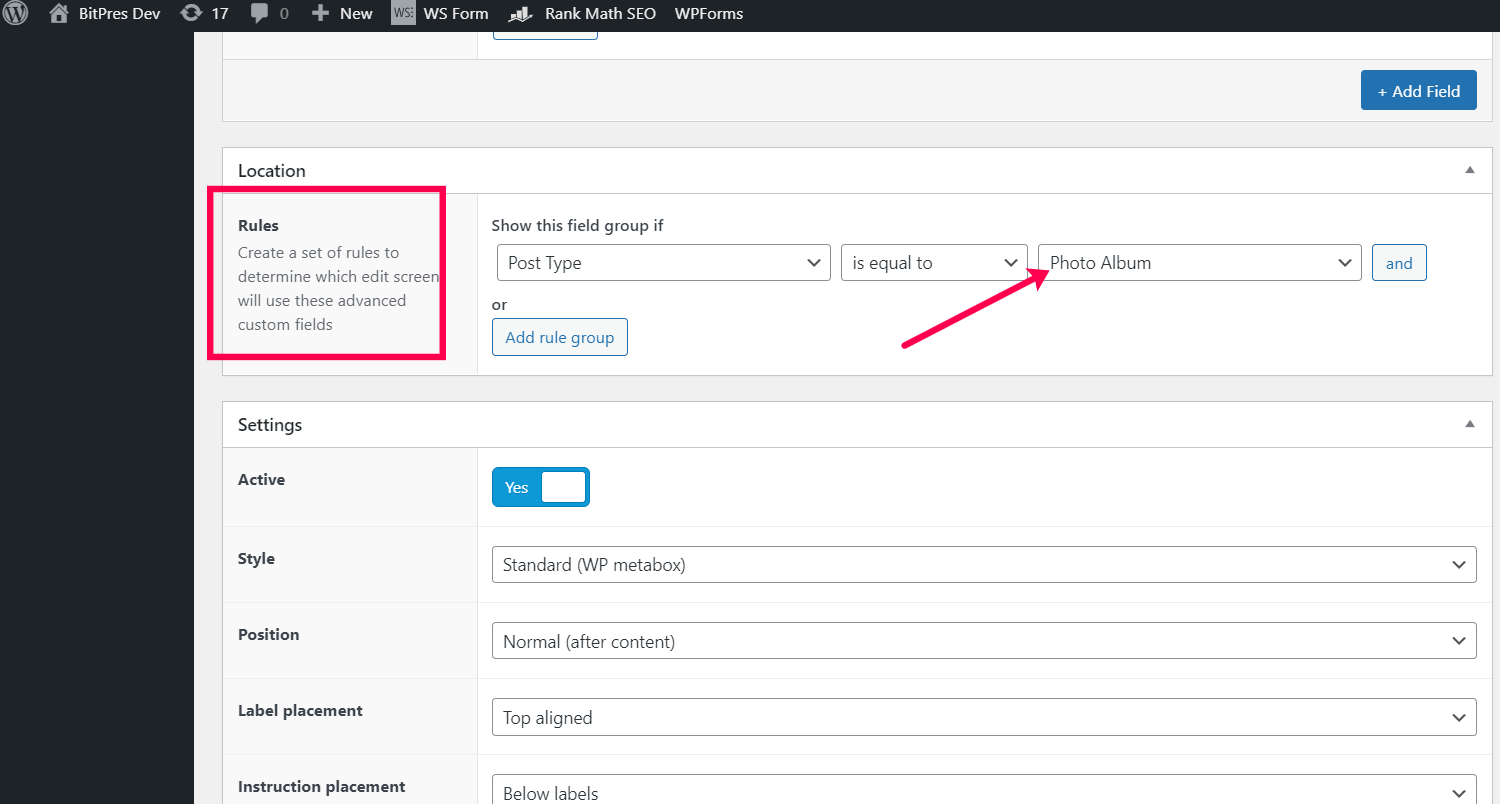 BitPres Dev 17 0 New WS Form Rank Math SEO WPForms
+ Add Field
Location
Rules
Create a set of rules to
determine which edit screen
will use these advanced
custom fields
Show this field group if
Post Type is equal to Photo Album and
or
Add rule group
Settings
Active
Yes
Style
Standard (WP metabox)
Position
Normal (after content)
Label placement
Top aligned
Instruction placement
Below labels